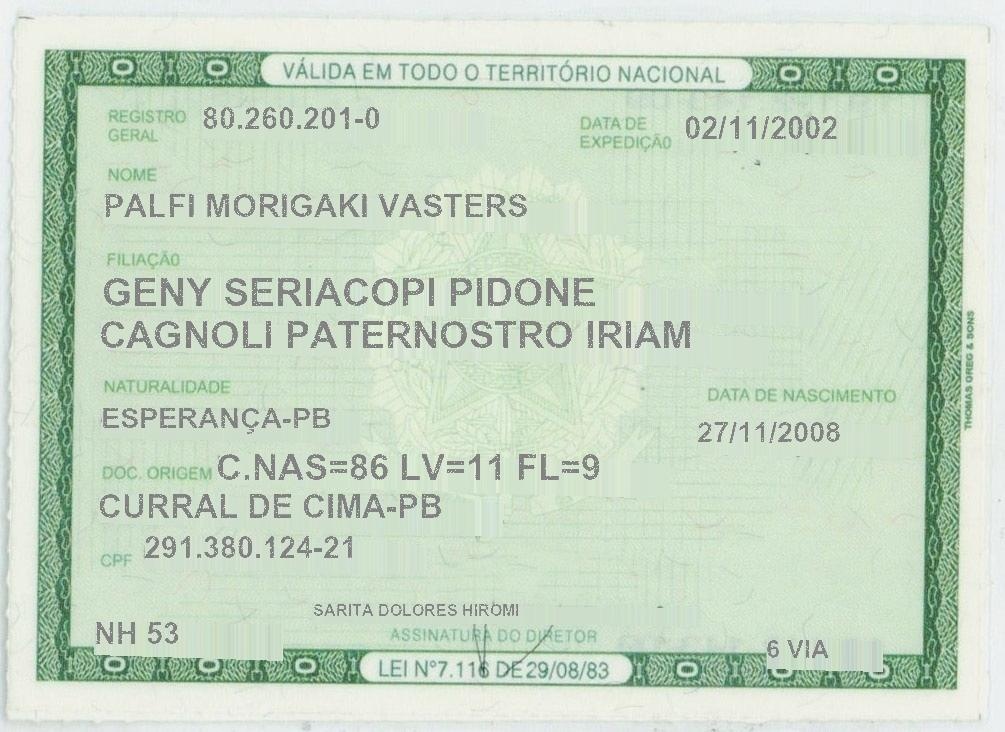 VÁLIDA EM TODO O TERRITÓRIO NACIONAL
REGISTRO GERAL 80.260.201-0
DATA DE EXPEDIÇÃO 02/11/2002
NOME
PALFI MORIGAKI VASTERS
FILIAÇÃO
GENY SERIACOPI PIDONE
CAGNOLI PATERNOSTRO IRIAM
NATURALIDADE
ESPERANÇA-PB
DATA DE NASCIMENTO
27/11/2008
DOC. ORIGEM C.NAS=86 LV=11 FL=9
CURRAL DE CIMA-PB
CPF 291.380.124-21
SARITA DOLORES HIROMI
NH 53
ASSINATURA DO DIRETOR
6 VIA
LEI Nº7.116 DE 29/08/83
THOMAS GREG & SONS